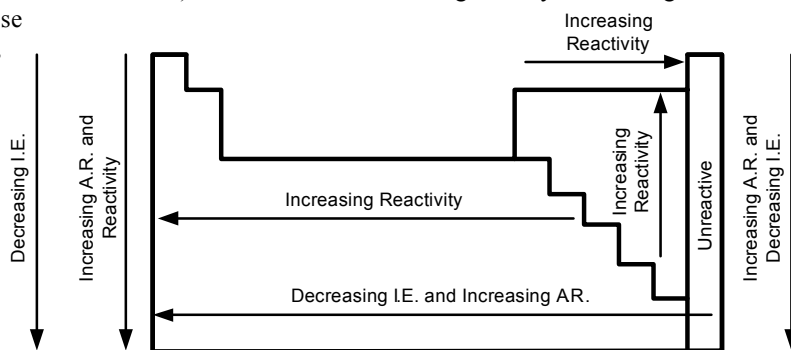 se
Increasing
Reactivity
Decreasing I.E.
Increasing A.R. and
Reactivity
Increasing Reactivity
Increasing
Reactivity
Unreactive
Increasing A.R. and
Decreasing I.E.
Decreasing I.E. and Increasing AR.